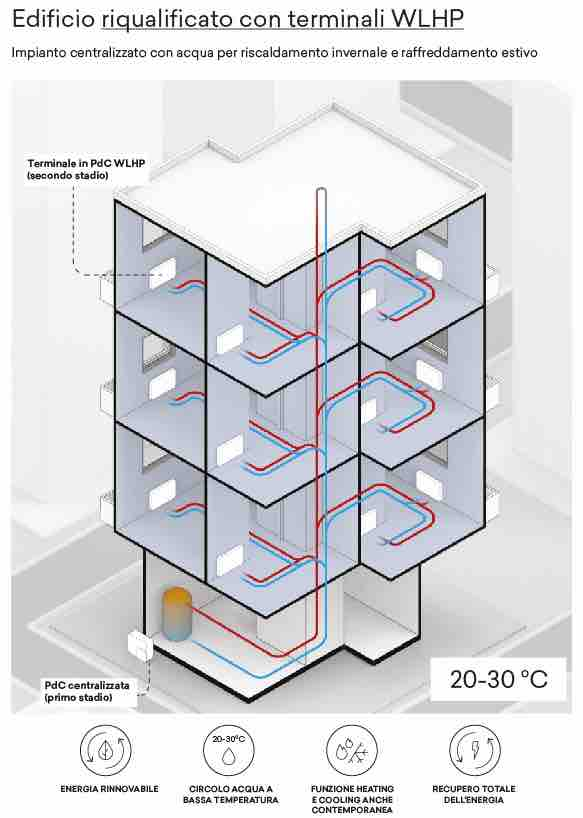 Edificio riqualificato con terminali WLHP
Impianto centralizzato con acqua per riscaldamento invernale e raffreddamento estivo
Terminale in PdC WLHP
(secondo stadio)
PdC centralizzata
(primo stadio)
20-30 °C
ENERGIA RINNOVABILE
20-30°C
CIRCOLO ACQUA A
BASSA TEMPERATURA
FUNZIONE HEATING
E COOLING ANCHE
CONTEMPORANEA
RECUPERO TOTALE
DELL'ENERGIA